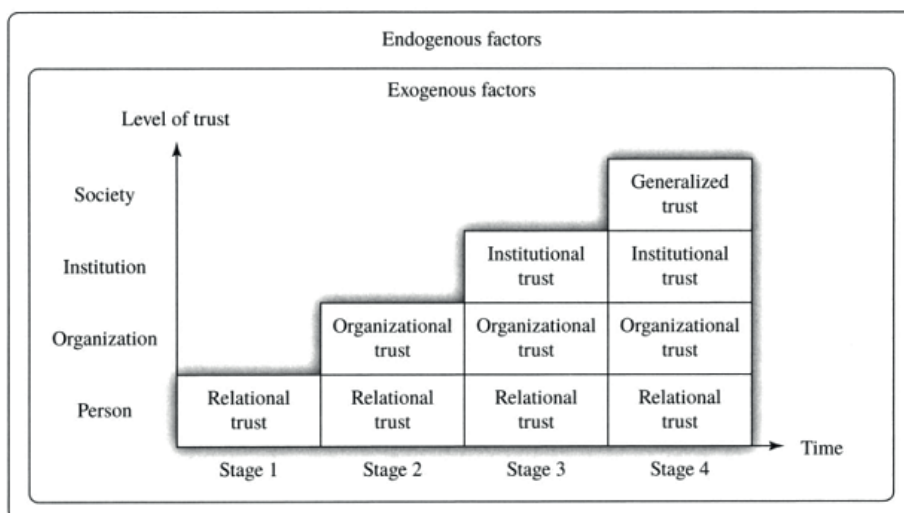 Endogenous factors
Exogenous factors
Level of trust
Society
Generalized
trust
Institution
Institutional
trust
Institutional
trust
Organization
Organizational
trust
Organizational
trust
Organizational
trust
Person
Relational
trust
Relational
trust
Relational
trust
Relational
trust
Time
Stage 1
Stage 2
Stage 3
Stage 4